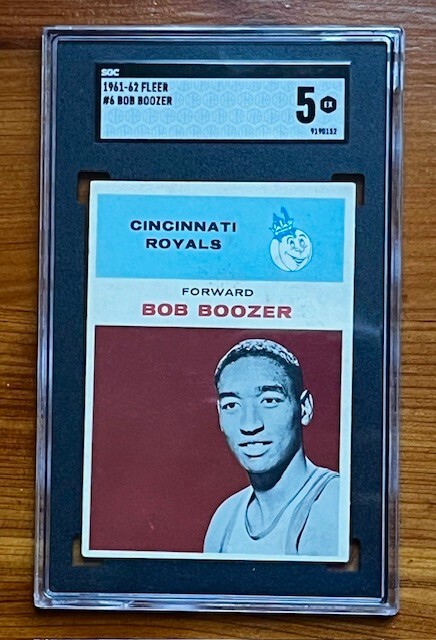 SGC
1961-62 FLEER
#6 BOB BOOZER
5 EX
9190152
CINCINNATI
ROYALS
FORWARD
BOB BOOZER